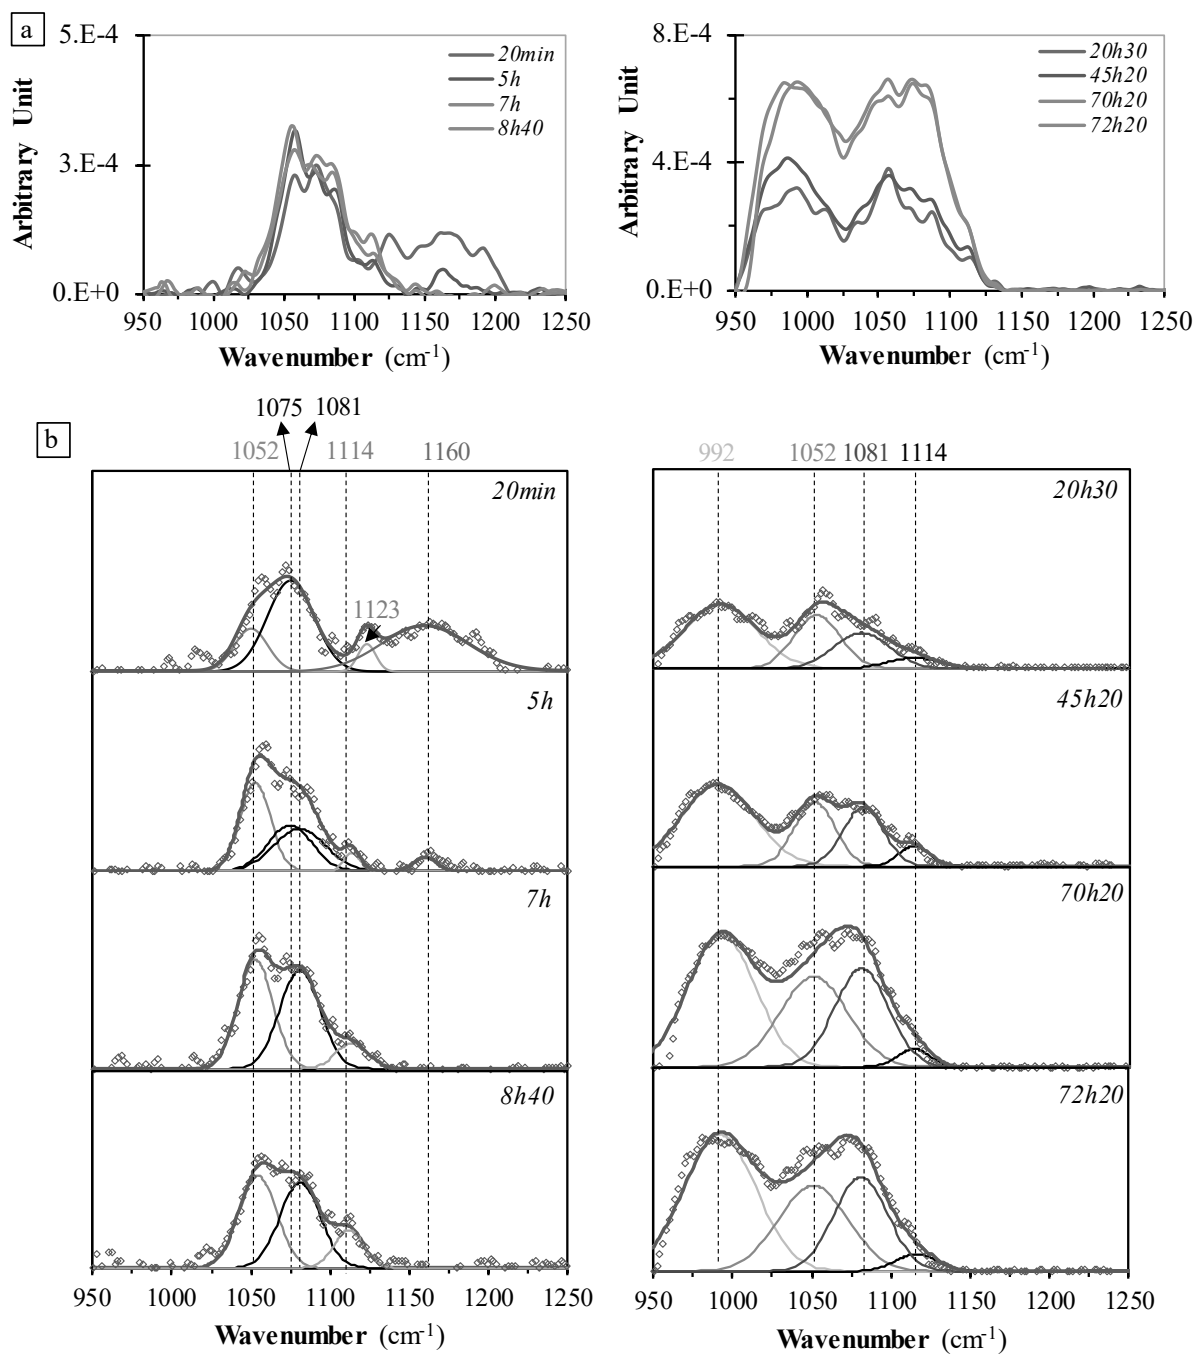 a
5.E-4
3.E-4
0.E+0
Arbitrary Unit
20min
5h
7h
8h40
950 1000 1050 1100 1150 1200 1250
Wavenumber (cm-1)
8.E-4
4.E-4
0.E+0
Arbitrary Unit
20h30
45h20
70h20
72h20
950 1000 1050 1100 1150 1200 1250
Wavenumber (cm-1)
b
1075 1081
1052 1114 1160
20min
1123
5h
7h
8h40
950 1000 1050 1100 1150 1200 1250
Wavenumber (cm-1)
992 1052 1081 1114
20h30
45h20
70h20
72h20
950 1000 1050 1100 1150 1200 1250
Wavenumber (cm-1)